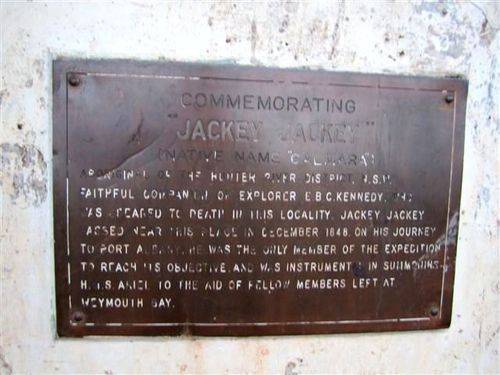 COMMEMORATING
"JACKEY JACKEY"
(NATIVE NAME "GALMARA")
ABORIGINAL OF THE HUNTER RIVER DISTRICT, N.S.W.
FAITHFUL COMPANION OF EXPLORER E.B.C.KENNEDY, WHO
WAS SPEARED TO DEATH IN THIS LOCALITY. JACKEY JACKEY
PASSED NEAR THIS PLACE IN DECEMBER 1848, ON HIS JOURNEY
TO PORT ALBANY. HE WAS THE ONLY MEMBER OF THE EXPEDITION
TO REACH ITS OBJECTIVE, AND WAS INSTRUMENTAL IN SUMMONING
H.M.S. ARIEL TO THE AID OF FELLOW MEMBERS LEFT AT
WEYMOUTH BAY.